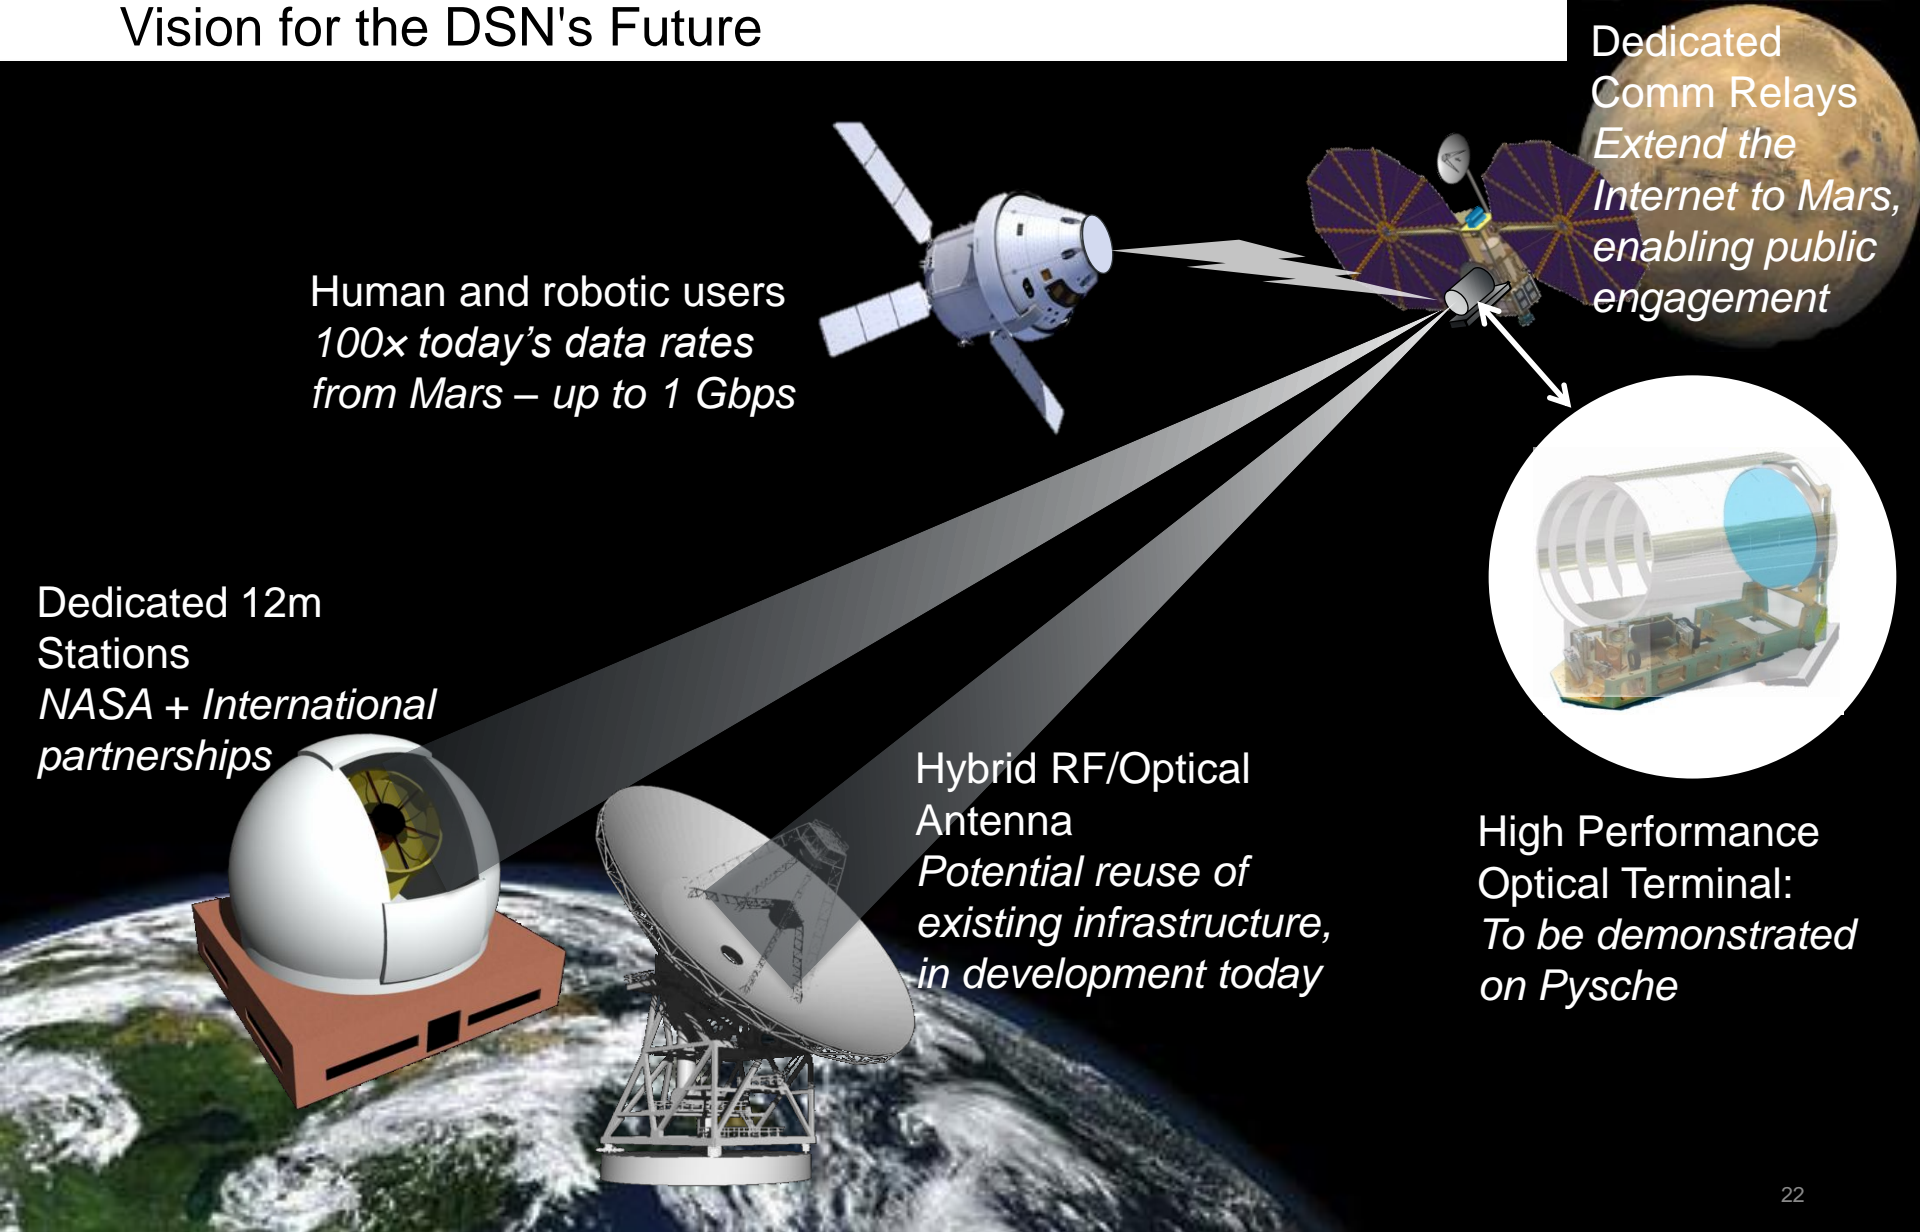 Vision for the DSN's Future
Dedicated
Comm Relays
Extend the
Internet to Mars,
enabling public
engagement
Human and robotic users
100× today’s data rates
from Mars – up to 1 Gbps
Dedicated 12m
Stations
NASA + International
partnerships
Hybrid RF/Optical
Antenna
Potential reuse of
existing infrastructure,
in development today
High Performance
Optical Terminal:
To be demonstrated
on Pysche
22